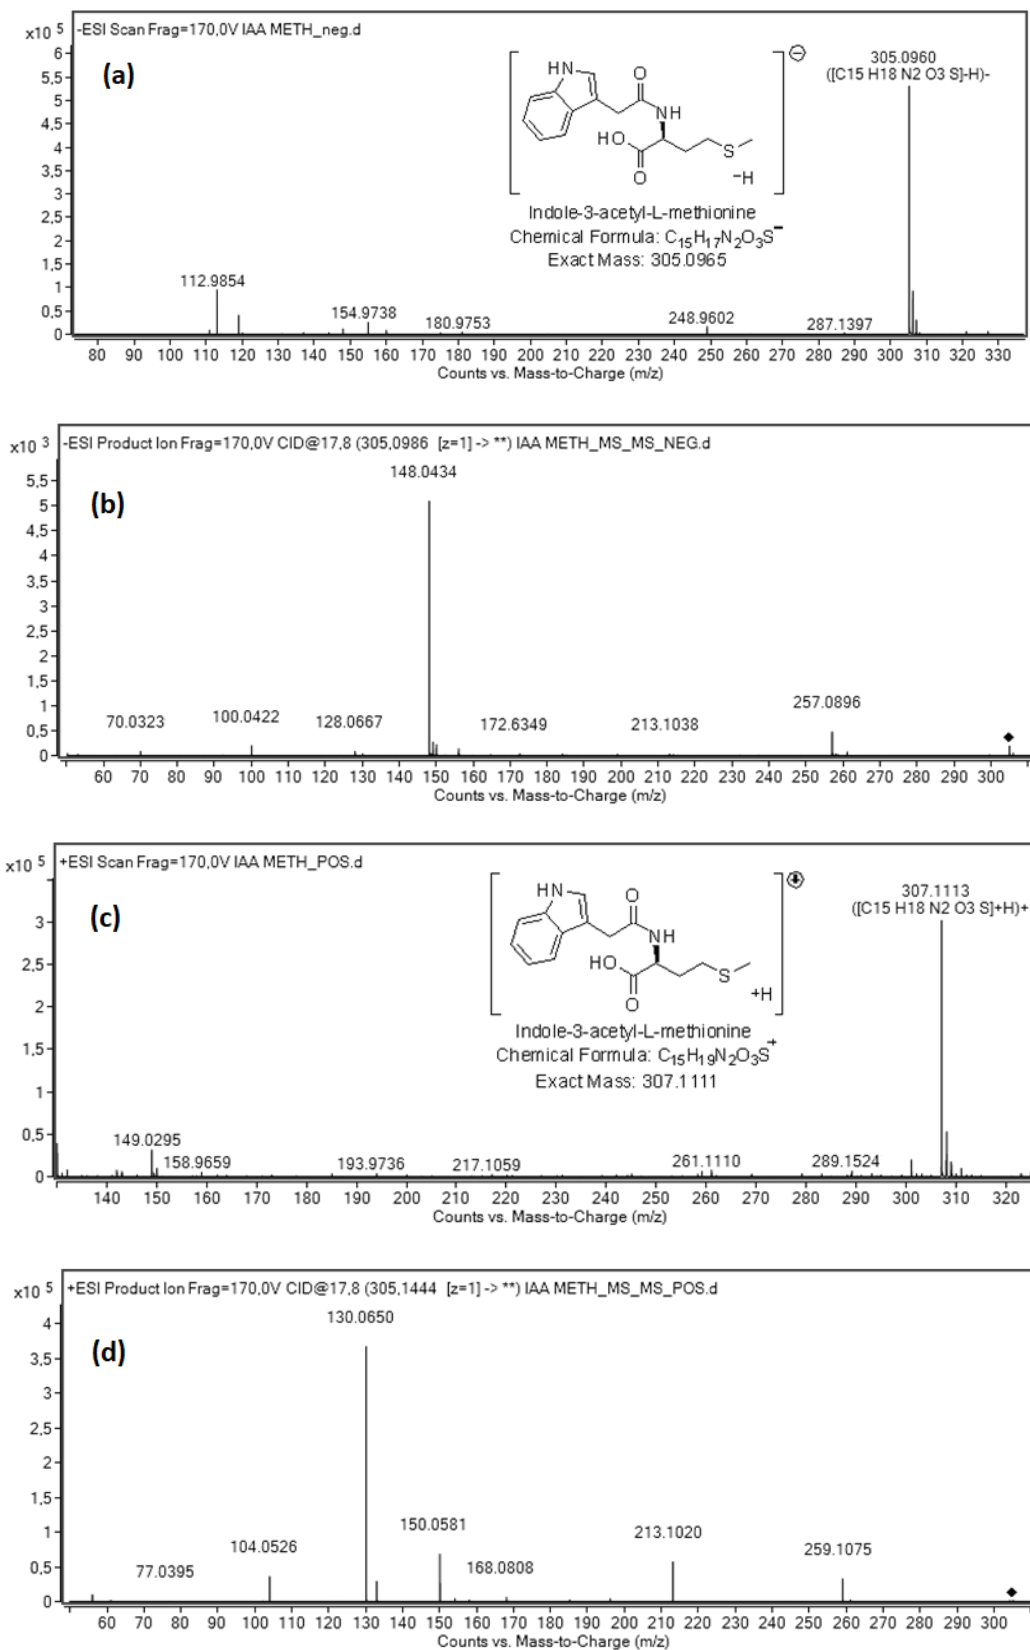 x10 5
-ESI Scan Frag=170,0V IAA METH_neg.d
(a)
6
5,5
5
4,5
4
3,5
3
2,5
2
1,5
1
0,5
0
HN
O
NH
HO
O
S
-H
⊖
Indole-3-acetyl-L-methionine
Chemical Formula: C15H17N2O3S-
Exact Mass: 305.0965
305.0960
([C15 H18 N2 O3 S]-H)-
112.9854
154.9738
180.9753
248.9602
287.1397
80 90 100 110 120 130 140 150 160 170 180 190 200 210 220 230 240 250 260 270 280 290 300 310 320 330
Counts vs. Mass-to-Charge (m/z)
x10 3
-ESI Product Ion Frag=170,0V CID@17,8 (305,0986 [z=1] -> **) IAA METH_MS_MS_NEG.d
(b)
5,5
5
4,5
4
3,5
3
2,5
2
1,5
1
0,5
0
148.0434
70.0323
100.0422
128.0667
172.6349
213.1038
257.0896
60 70 80 90 100 110 120 130 140 150 160 170 180 190 200 210 220 230 240 250 260 270 280 290 300
Counts vs. Mass-to-Charge (m/z)
x10 5
+ESI Scan Frag=170,0V IAA METH_POS.d
(c)
3
2,5
2
1,5
1
0,5
0
HN
O
NH
HO
O
S
+H
⊕
Indole-3-acetyl-L-methionine
Chemical Formula: C15H19N2O3S+
Exact Mass: 307.1111
307.1113
([C15 H18 N2 O3 S]+H)+
149.0295
158.9659
193.9736
217.1059
261.1110
289.1524
140 150 160 170 180 190 200 210 220 230 240 250 260 270 280 290 300 310 320
Counts vs. Mass-to-Charge (m/z)
x10 5
+ESI Product Ion Frag=170,0V CID@17,8 (305,1444 [z=1] -> **) IAA METH_MS_MS_POS.d
(d)
4
3,5
3
2,5
2
1,5
1
0,5
0
130.0650
77.0395
104.0526
150.0581
168.0808
213.1020
259.1075
60 70 80 90 100 110 120 130 140 150 160 170 180 190 200 210 220 230 240 250 260 270 280 290 300
Counts vs. Mass-to-Charge (m/z)